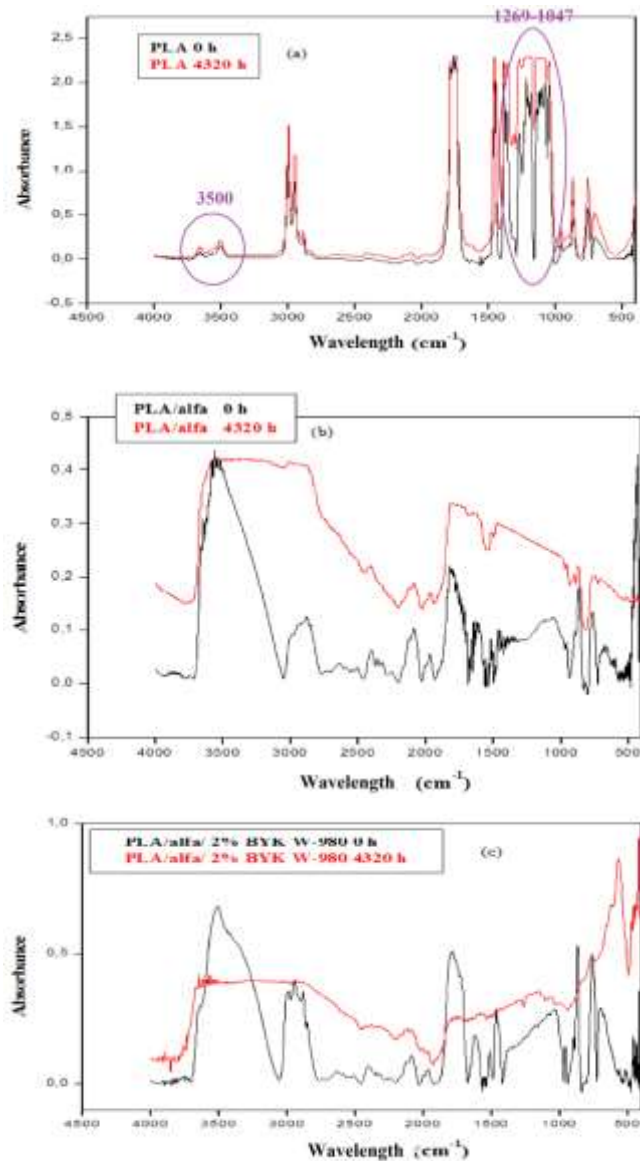 1269-1047
PLA 0 h
PLA 4320 h
(a)
3500
2,5
2,0
1,5
1,0
0,5
0,0
-0,5
Absorbance
4500 4000 3500 3000 2500 2000 1500 1000 500
Wavelength (cm-1)
PLA/alfa 0 h
PLA/alfa 4320 h
(b)
0,5
0,4
0,3
0,2
0,1
0,0
-0,1
Absorbance
4500 4000 3500 3000 2500 2000 1500 1000 500
Wavelength (cm-1)
PLA/alfa/ 2% BYK W-980 0 h
PLA/alfa/ 2% BYK W-980 4320 h
(c)
1,0
0,5
0,0
Absorbance
4500 4000 3500 3000 2500 2000 1500 1000 500
Wavelength (cm-1)